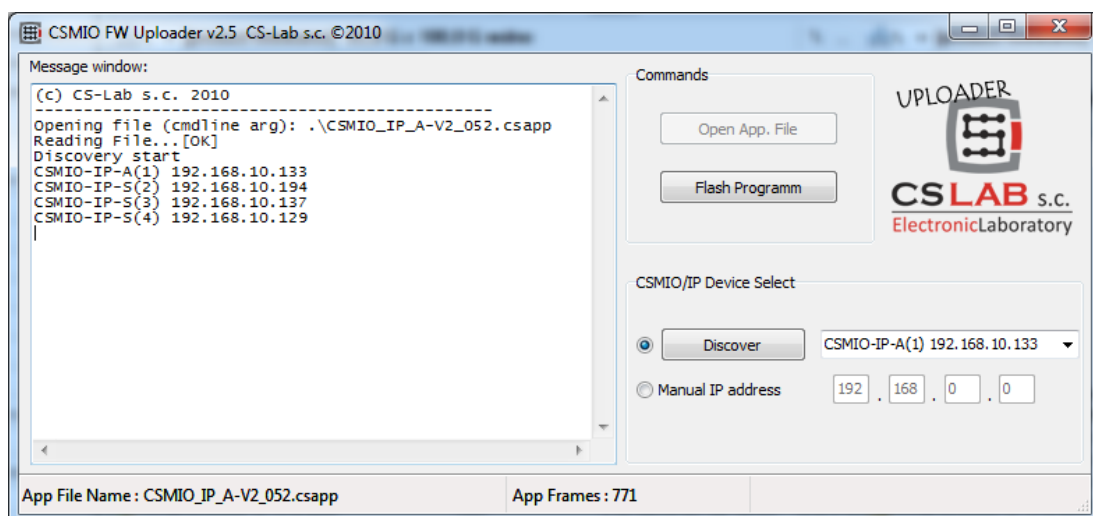 CSMIO FW Uploader v2.5 CS-Lab s.c. ©2010
Message window:
(c) CS-Lab s.c. 2010
------------------------------------------------
Opening file (cmdline arg): .\CSMIO_IP_A-V2_052.csapp
Reading File...[OK]
Discovery start
CSMIO-IP-A(1) 192.168.10.133
CSMIO-IP-S(2) 192.168.10.194
CSMIO-IP-S(3) 192.168.10.137
CSMIO-IP-S(4) 192.168.10.129
Commands
Open App. File
Flash Programm
UPLOADER
CSLAB s.c.
ElectronicLaboratory
CSMIO/IP Device Select
Discover CSMIO-IP-A(1) 192.168.10.133
Manual IP address 192 . 168 . 0 . 0
App File Name : CSMIO_IP_A-V2_052.csapp App Frames : 771